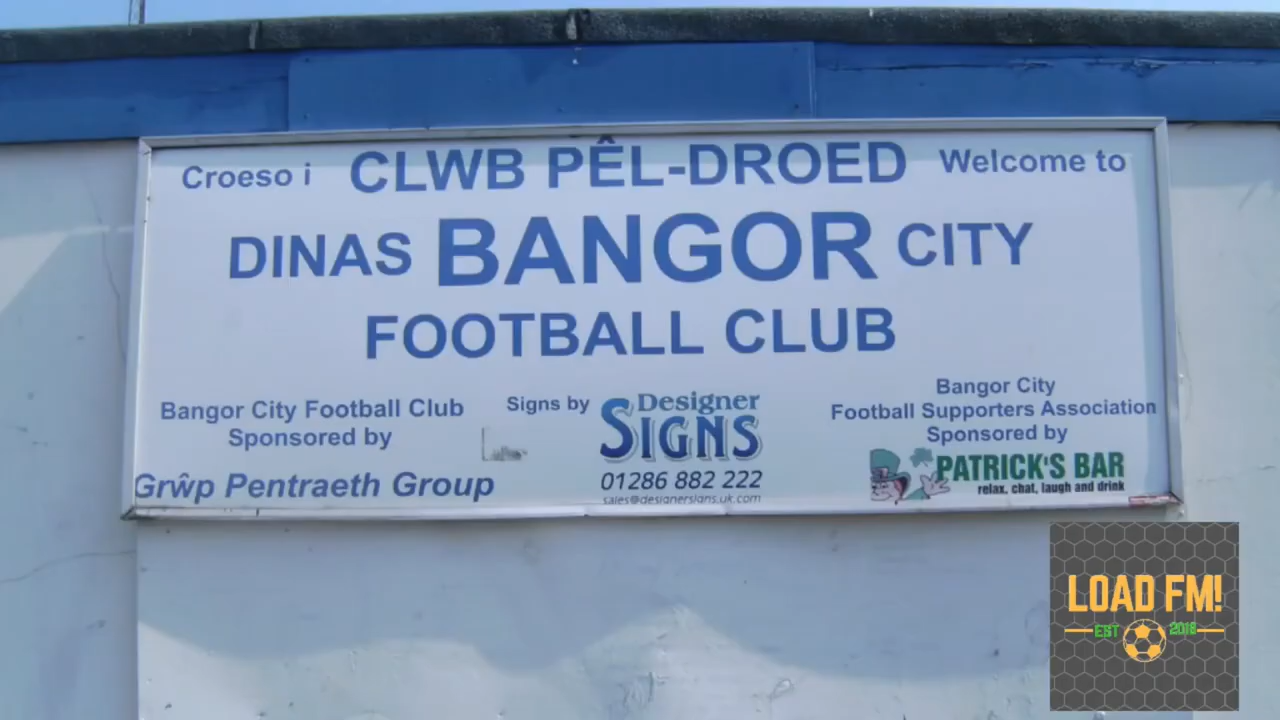 Croeso i CLWB PÊL-DROED Welcome to
DINAS BANGOR CITY
FOOTBALL CLUB
Bangor City Football Club
Sponsored by
Grŵp Pentraeth Group
Signs by
Designer
SIGNS
01286 882 222
sales@designersigns.uk.com
Bangor City
Football Supporters Association
Sponsored by
PATRICK'S BAR
relax, chat, laugh and drink
LOAD FM!
EST 2018